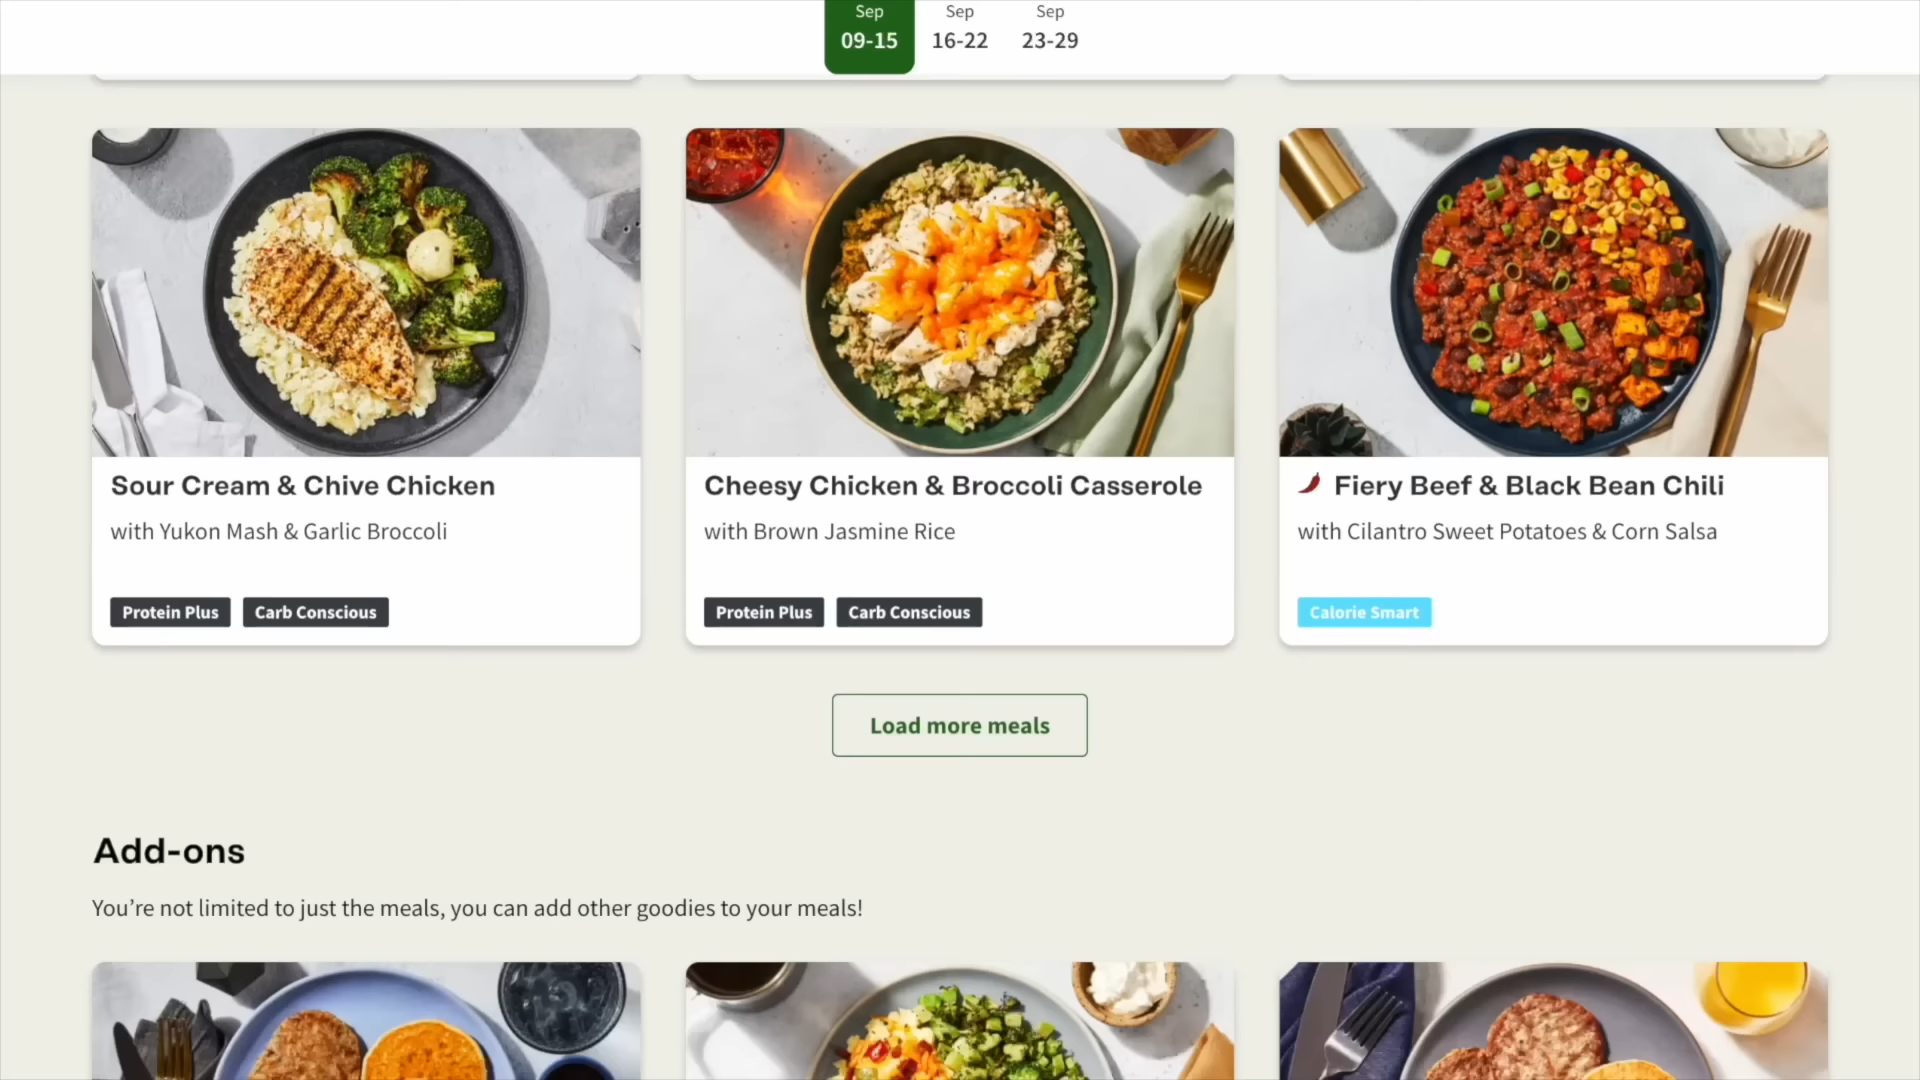 Sep
09-15
Sep
16-22
Sep
23-29
Sour Cream & Chive Chicken
with Yukon Mash & Garlic Broccoli
Protein Plus
Carb Conscious
Cheesy Chicken & Broccoli Casserole
with Brown Jasmine Rice
Protein Plus
Carb Conscious
Fiery Beef & Black Bean Chili
with Cilantro Sweet Potatoes & Corn Salsa
Calorie Smart
Load more meals
Add-ons
You’re not limited to just the meals, you can add other goodies to your meals!